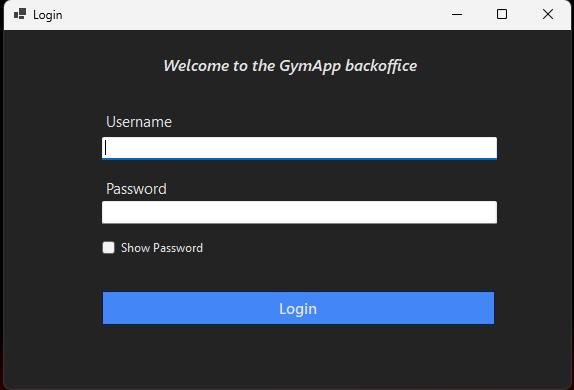 Login
Welcome to the GymApp backoffice
Username
Password
Show Password
Login